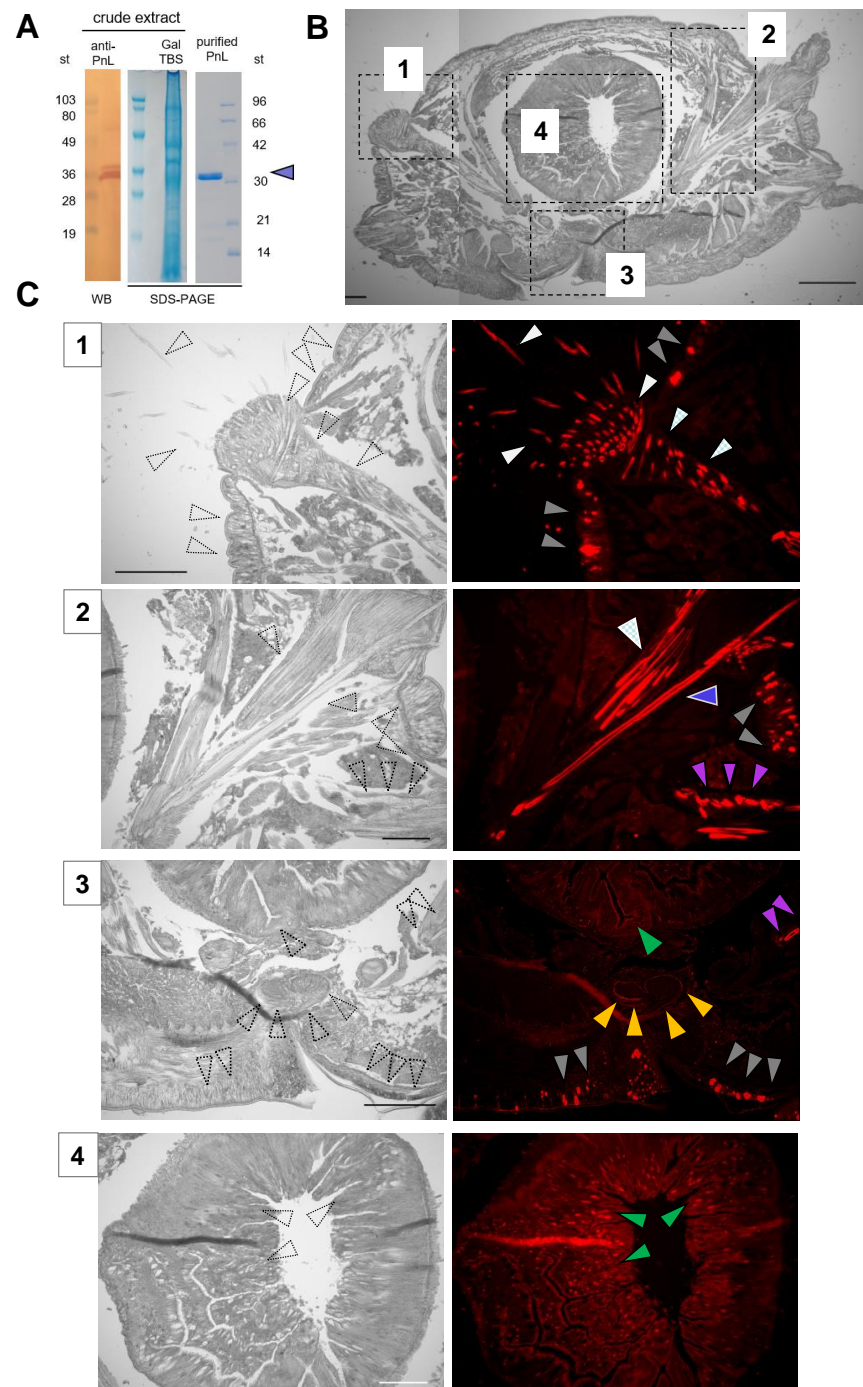 A
crude extract
anti-PnL
Gal TBS
purified PnL
st
st
103
80
49
36
28
19
96
66
42
30
21
14
WB
SDS-PAGE
B
1
2
4
3
C
1
2
3
4